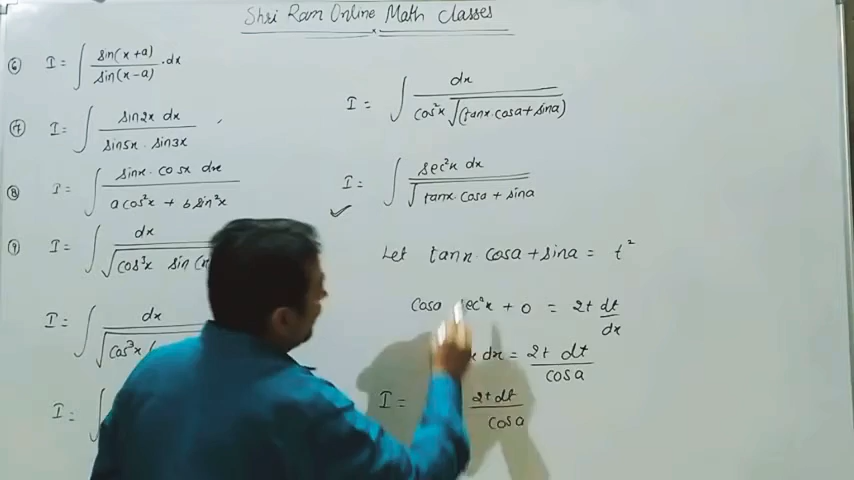 Shri Ram Online Math Classes
⑥ I = ∫ sin(x+a) / sin(x-a) . dx
⑦ I = ∫ sin2x dx / sin5x . sin3x
⑧ I = ∫ sinx . cosx dx / a cos²x + b sin²x
⑨ I = ∫ dx / √cos³x sin(
I = ∫ dx / √cos³x (
I = ∫
I = ∫ dx / cos²x √(tanx . cosa + sina)
I = ∫ sec²x dx / √tanx . cosa + sina
Let tanx . cosa + sina = t²
cosa sec²x + 0 = 2t dt/dx
x dx = 2t dt / cosa
I = 2t dt / cosa